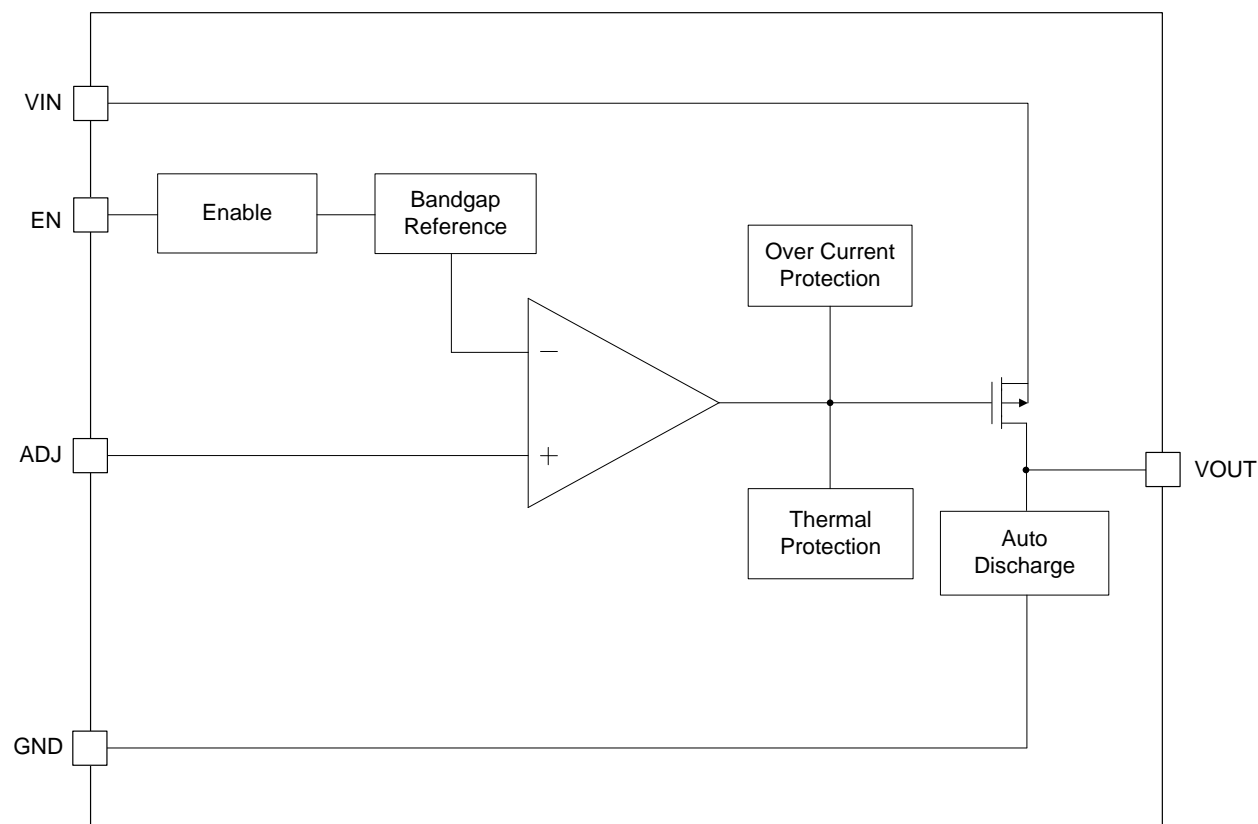 VIN
EN
Enable
Bandgap
Reference
Over Current
Protection
ADJ
VOUT
Thermal
Protection
Auto
Discharge
GND